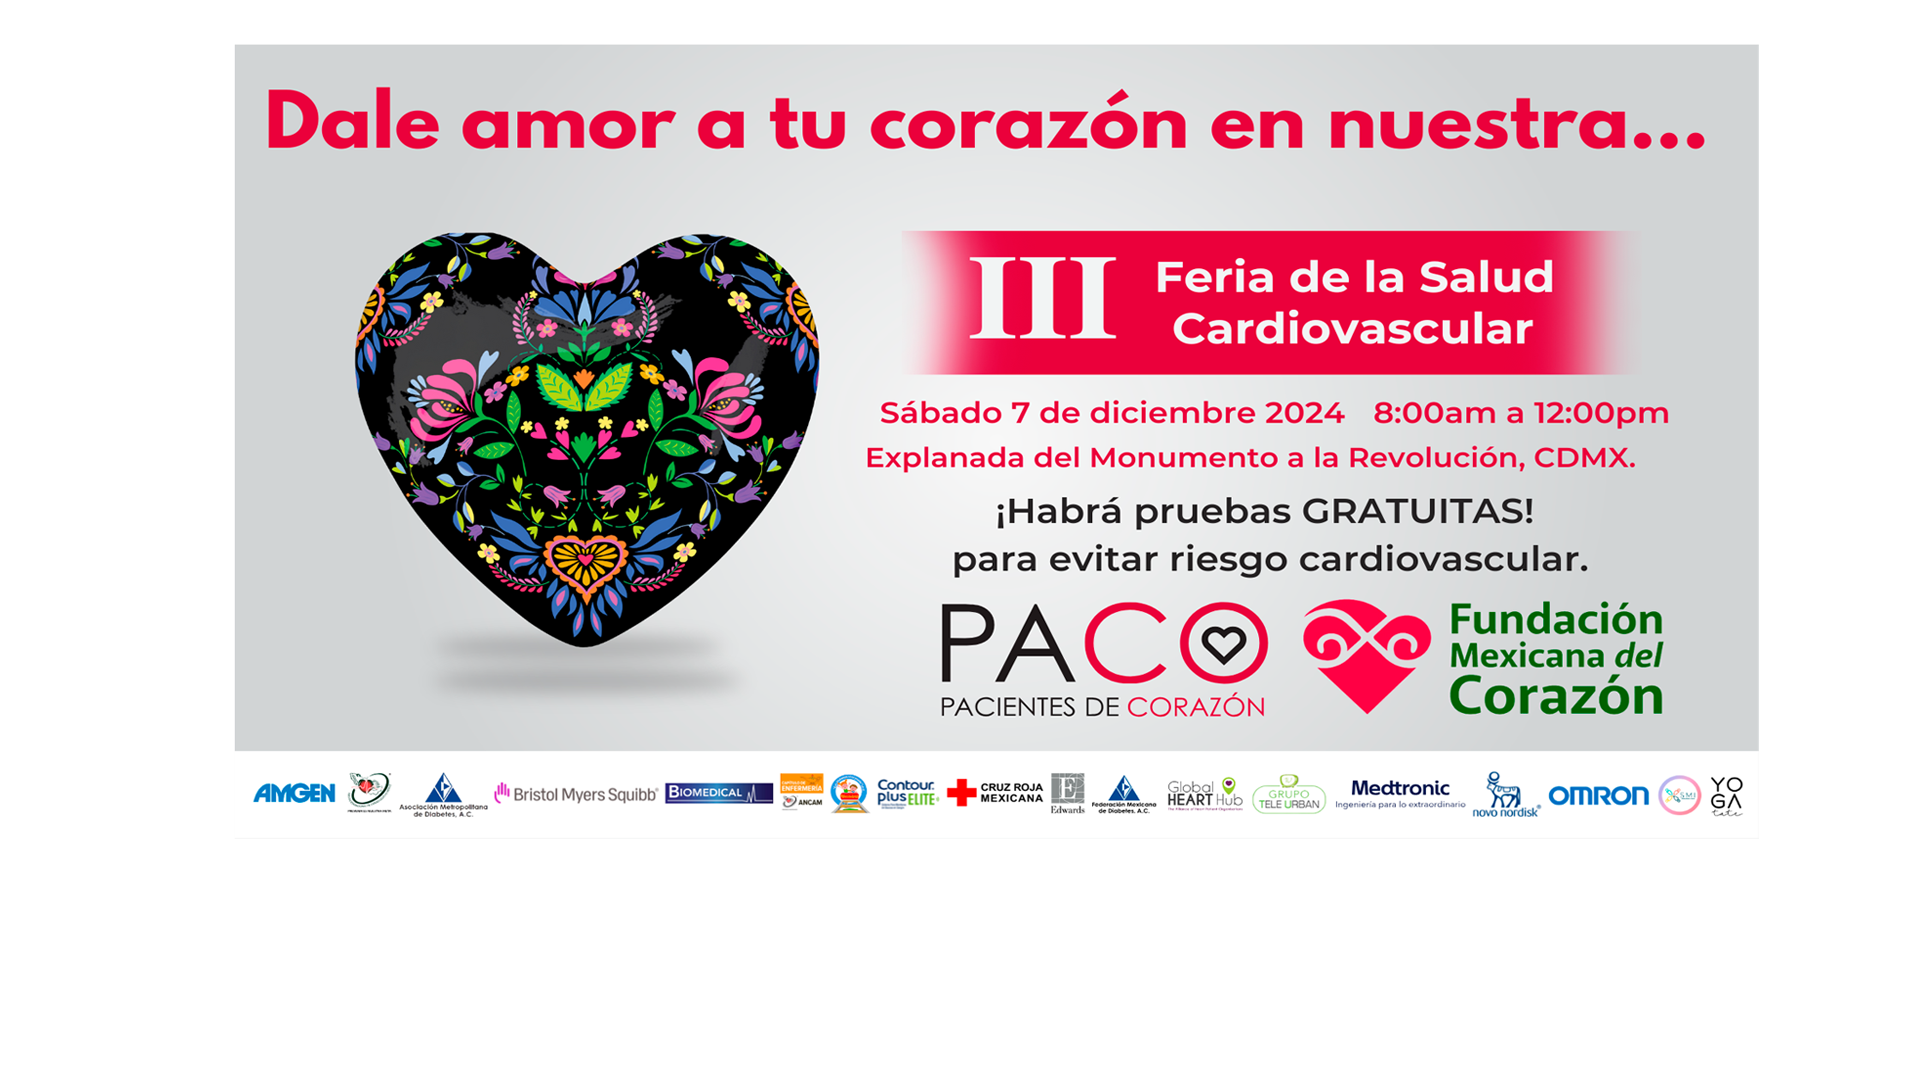 Dale amor a tu corazón en nuestra...
III
Feria de la Salud
Cardiovascular
Sábado 7 de diciembre 2024 8:00am a 12:00pm
Explanada del Monumento a la Revolución, CDMX.
¡Habrá pruebas GRATUITAS!
para evitar riesgo cardiovascular.
PACO
PACIENTES DE CORAZÓN
Fundación
Mexicana del
Corazón
AMGEN
Asociación Metropolitana
de Diabetes, A.C.
Bristol Myers Squibb
BIOMEDICAL
ENFERMERÍA
ANCAM
Contour
plus ELITE
CRUZ ROJA
MEXICANA
E
Edwards
Federación Mexicana
de Diabetes, A.C.
Global
HEART Hub
GRUPO
TELE URBAN
Medtronic
Ingeniería para lo extraordinario
novo nordisk
OMRON
SMI
YO
GA